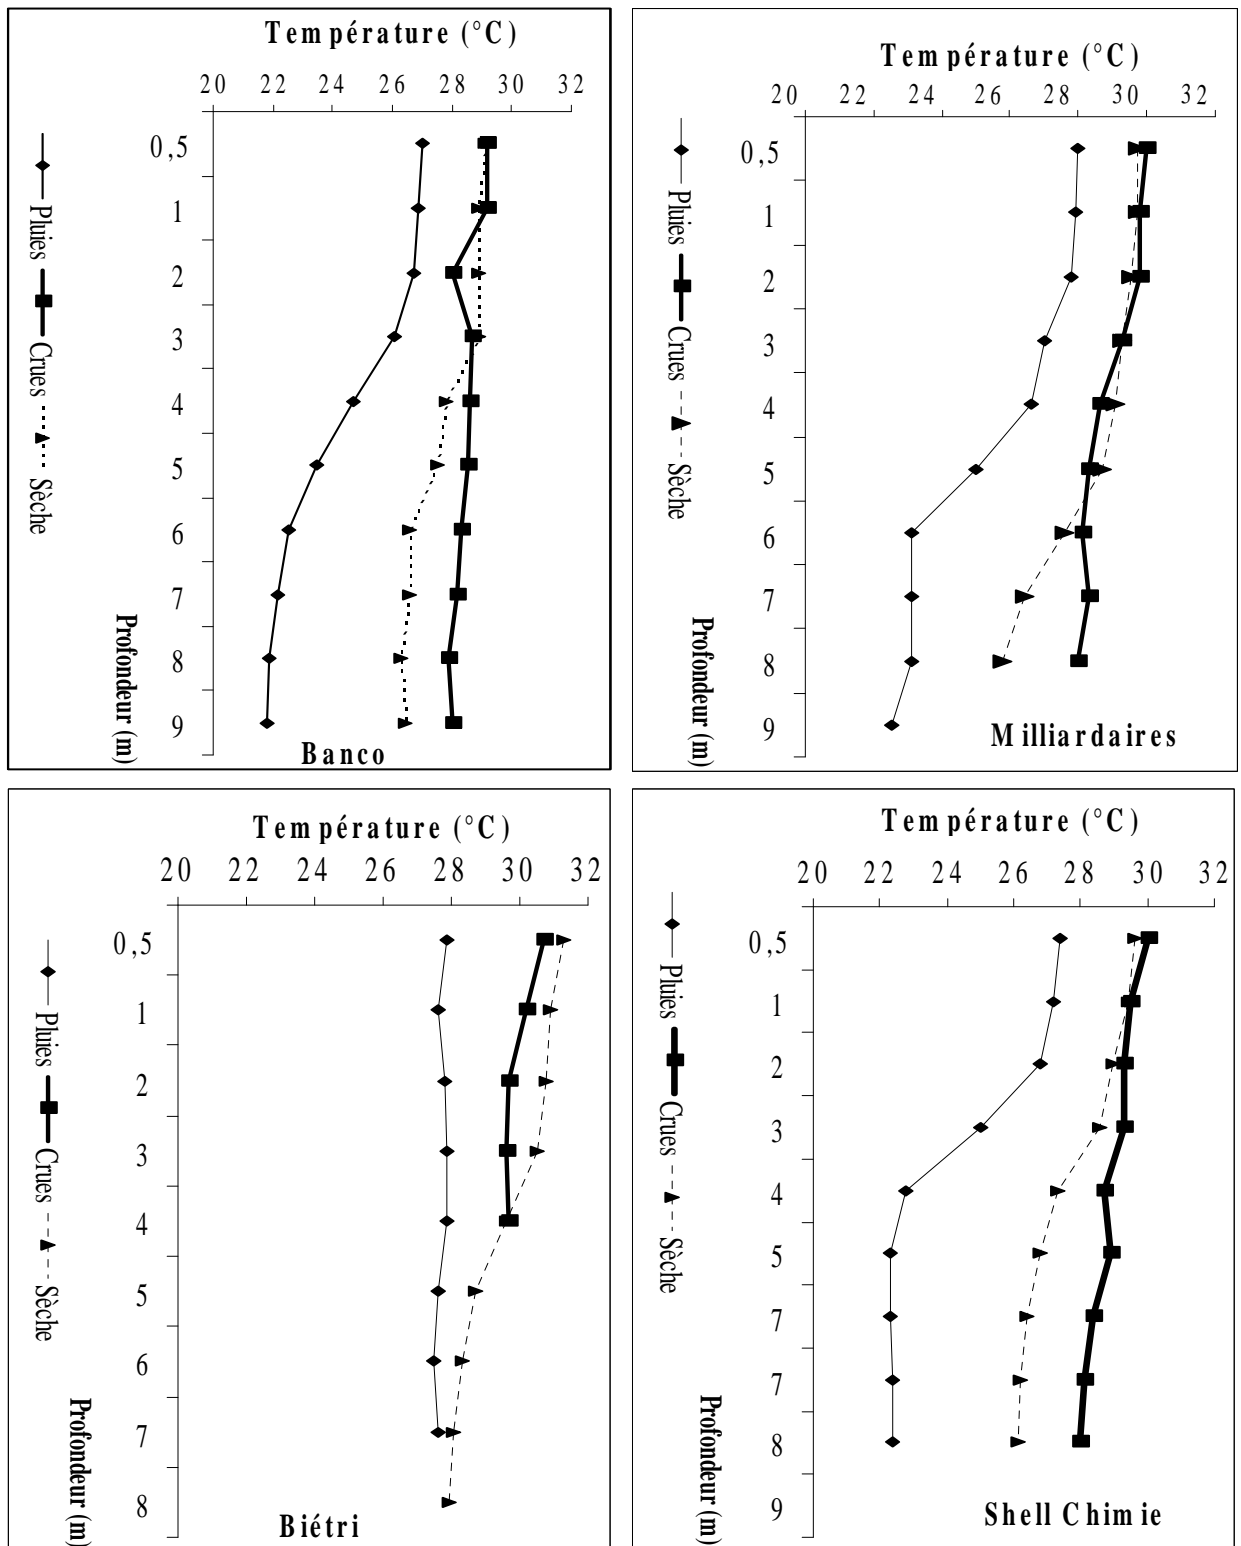 Température (°C)
20 22 24 26 28 30 32
0,5
1
2
3
4
5
6
7
8
9
Profondeur (m)
Pluies Crues Sèche
Banco
Température (°C)
20 22 24 26 28 30 32
0,5
1
2
3
4
5
6
7
8
9
Profondeur (m)
Pluies Crues Sèche
Milliardaires
Température (°C)
20 22 24 26 28 30 32
0,5
1
2
3
4
5
6
7
8
Profondeur (m)
Pluies Crues Sèche
Biétri
Température (°C)
20 22 24 26 28 30 32
0,5
1
2
3
4
5
7
7
8
9
Profondeur (m)
Pluies Crues Sèche
Shell Chimie